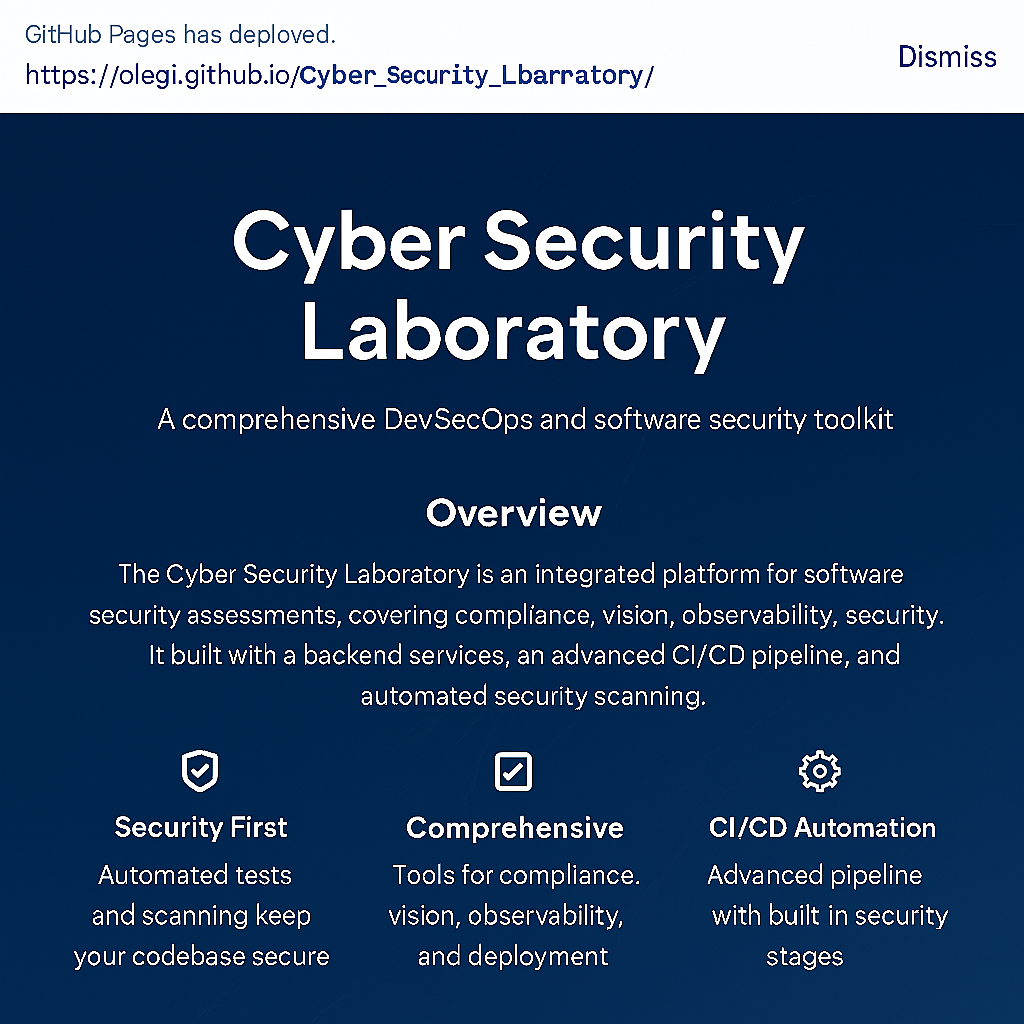 GitHub Pages has deploved.
https://olegi.github.io/Cyber_Security_Lbarratory/
Dismiss
Cyber Security
Laboratory
A comprehensive DevSecOps and software security toolkit
Overview
The Cyber Security Laboratory is an integrated platform for software
security assessments, covering compliance, vision, observability, security.
It built with a backend services, an advanced CI/CD pipeline, and
automated security scanning.
Security First
Automated tests
and scanning keep
your codebase secure
Comprehensive
Tools for compliance.
vision, observability,
and deployment
CI/CD Automation
Advanced pipeline
with built in security
stages